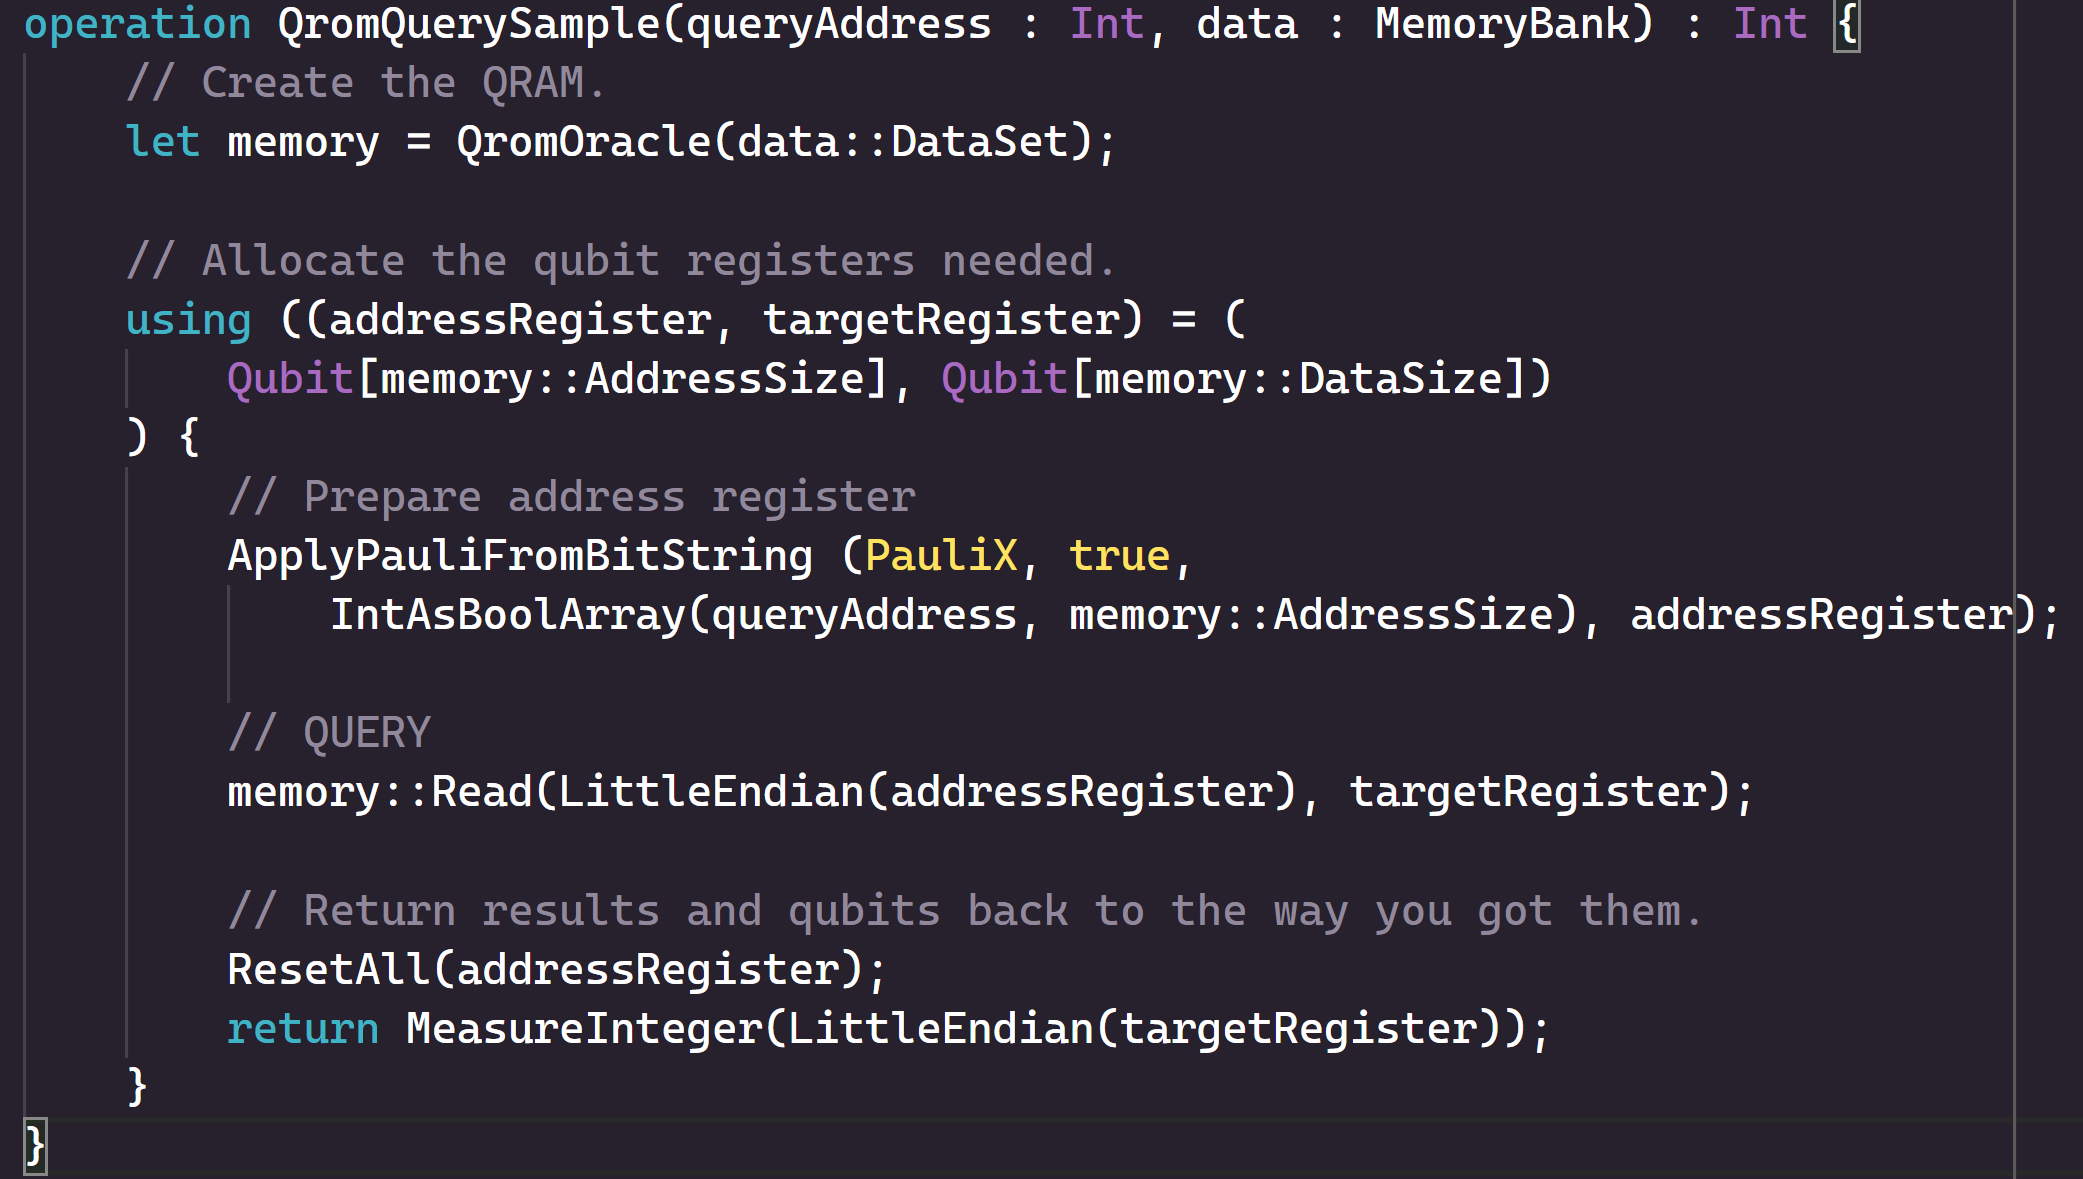 operation QromQuerySample(queryAddress : Int, data : MemoryBank) : Int {
    // Create the QRAM.
    let memory = QromOracle(data::DataSet);

    // Allocate the qubit registers needed.
    using ((addressRegister, targetRegister) = (
        Qubit[memory::AddressSize], Qubit[memory::DataSize])
    ) {
        // Prepare address register
        ApplyPauliFromBitString (PauliX, true,
            IntAsBoolArray(queryAddress, memory::AddressSize), addressRegister);

        // QUERY
        memory::Read(LittleEndian(addressRegister), targetRegister);

        // Return results and qubits back to the way you got them.
        ResetAll(addressRegister);
        return MeasureInteger(LittleEndian(targetRegister));
    }
}